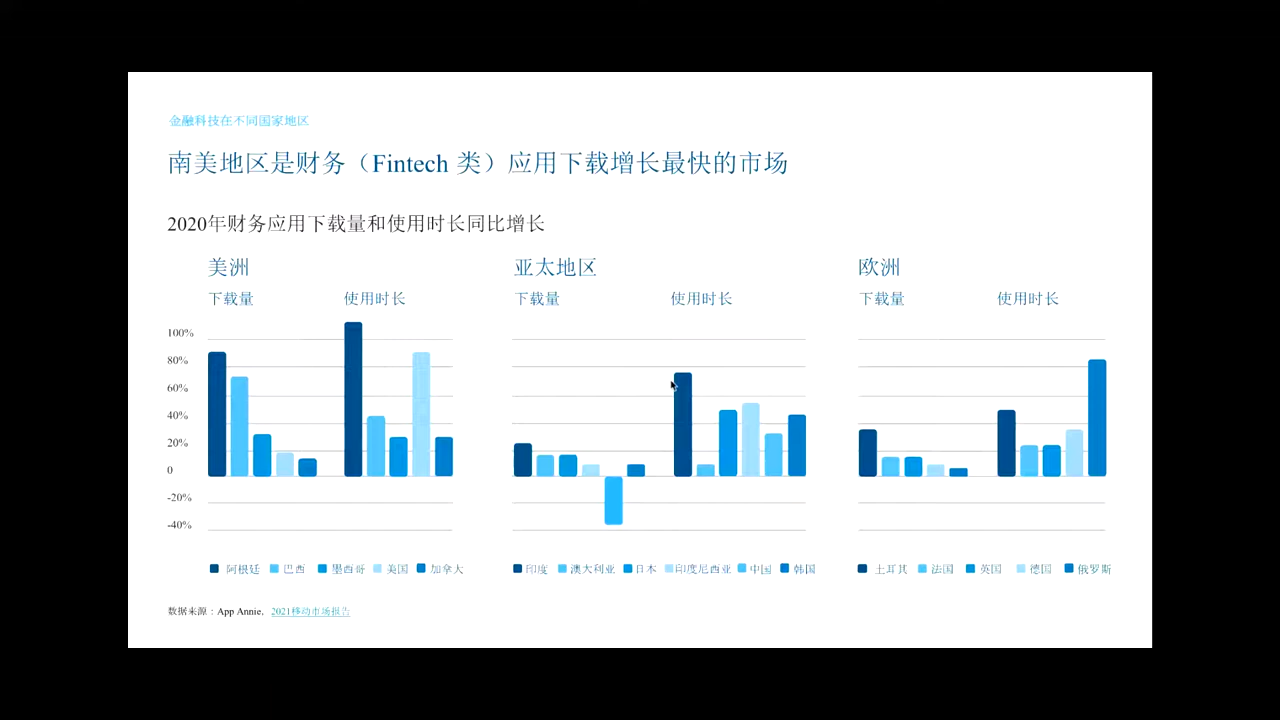 金融科技在不同国家地区
南美地区是财务（Fintech 类）应用下载增长最快的市场
2020年财务应用下载量和使用时长同比增长
美洲
下载量 使用时长
亚太地区
下载量 使用时长
欧洲
下载量 使用时长
100%
80%
60%
40%
20%
0
-20%
-40%
阿根廷 巴西 墨西哥 美国 加拿大
印度 澳大利亚 日本 印度尼西亚 中国 韩国
土耳其 法国 英国 德国 俄罗斯
数据来源：App Annie, 2021移动市场报告